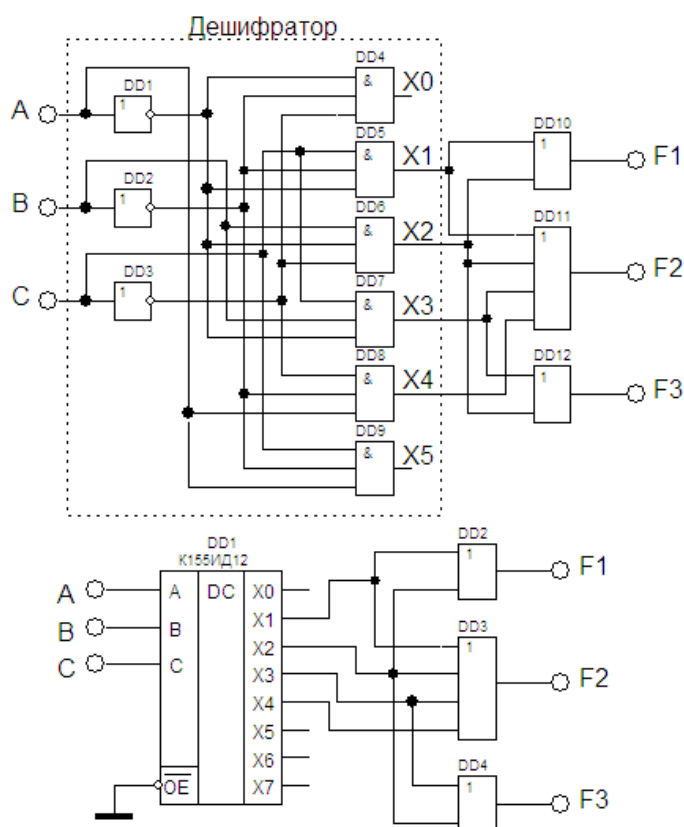 Дешифратор
DD4
& X0
DD1
A 1
DD5
& X1
DD10
1 F1
DD2
B 1
DD6
& X2
DD11
1 F2
DD3
C 1
DD7
& X3
DD8
& X4
DD12
1 F3
DD9
& X5
DD1
К155ИД12
DD2
1 F1
A A DC X0
B B X1
C C X2
X3
X4
X5
X6
OE X7
DD3
1 F2
DD4
1 F3